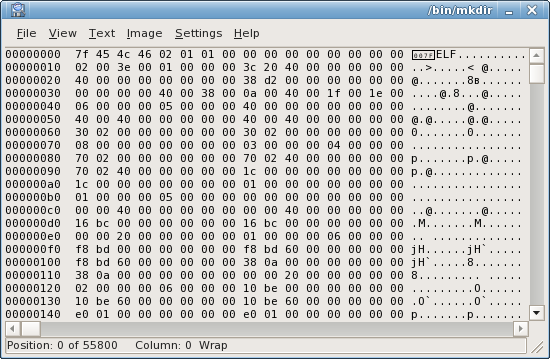 /bin/mkdir
File View Text Image Settings Help
00000000 7f 45 4c 46 02 01 01 00 00 00 00 00 00 00 00 00 007FELF............
00000010 02 00 3e 00 01 00 00 00 3c 20 40 00 00 00 00 00 ..>.....< @.....
00000020 40 00 00 00 00 00 00 00 38 d2 00 00 00 00 00 00 @.......8в......
00000030 00 00 00 00 40 00 38 00 0a 00 40 00 1f 00 1e 00 ....@.8...@.....
00000040 06 00 00 00 05 00 00 00 40 00 00 00 00 00 00 00 ........@.......
00000050 40 00 40 00 00 00 00 00 40 00 40 00 00 00 00 00 @.@.....@.@.....
00000060 30 02 00 00 00 00 00 00 30 02 00 00 00 00 00 00 0.......0.......
00000070 08 00 00 00 00 00 00 00 03 00 00 00 04 00 00 00 ................
00000080 70 02 00 00 00 00 00 00 70 02 40 00 00 00 00 00 p.......p.@.....
00000090 70 02 40 00 00 00 00 00 1c 00 00 00 00 00 00 00 p.@.............
000000a0 1c 00 00 00 00 00 00 00 01 00 00 00 00 00 00 00 ................
000000b0 01 00 00 00 05 00 00 00 00 00 00 00 00 00 00 00 ................
000000c0 00 00 40 00 00 00 00 00 00 00 40 00 00 00 00 00 ..@.......@.....
000000d0 16 bc 00 00 00 00 00 00 16 bc 00 00 00 00 00 00 .М.......М......
000000e0 00 00 20 00 00 00 00 00 01 00 00 00 06 00 00 00 .. .............
000000f0 f8 bd 00 00 00 00 00 00 f8 bd 60 00 00 00 00 00 јН......јН`.....
00000100 f8 bd 60 00 00 00 00 00 38 0a 00 00 00 00 00 00 јН`.....8.......
00000110 38 0a 00 00 00 00 00 00 00 00 20 00 00 00 00 00 8......... .....
00000120 02 00 00 00 06 00 00 00 10 be 00 00 00 00 00 00 .........О......
00000130 10 be 60 00 00 00 00 00 10 be 60 00 00 00 00 00 .О`......О`.....
00000140 e0 01 00 00 00 00 00 00 e0 01 00 00 00 00 00 00 р.......р.......
Position: 0 of 55800 Column: 0 Wrap